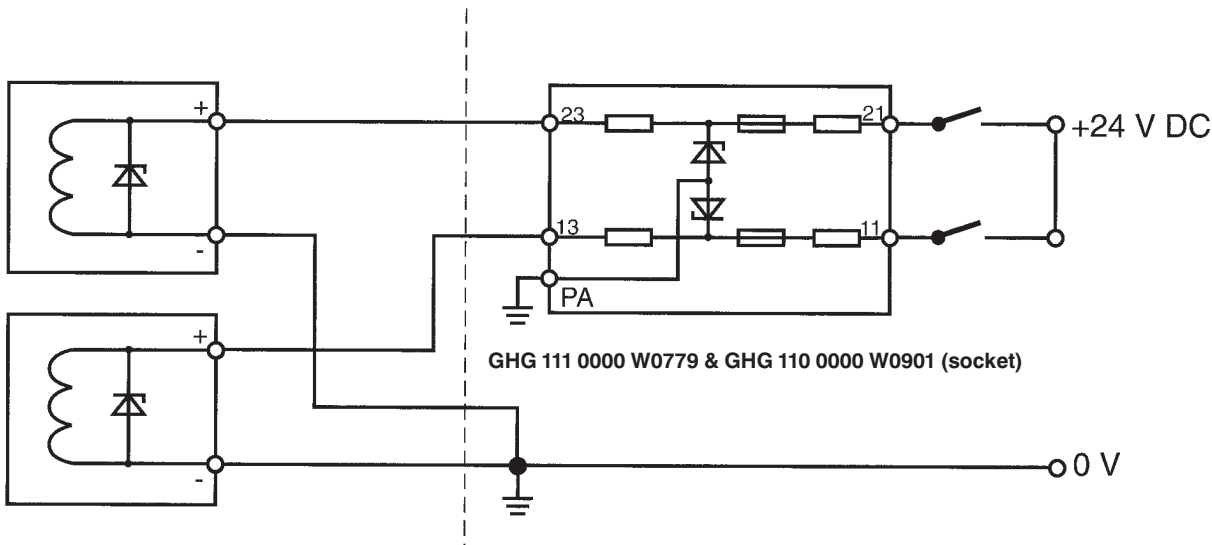 +
-
+
-
23
21
+24 V DC
13
11
PA
GHG 111 0000 W0779 & GHG 110 0000 W0901 (socket)
0 V